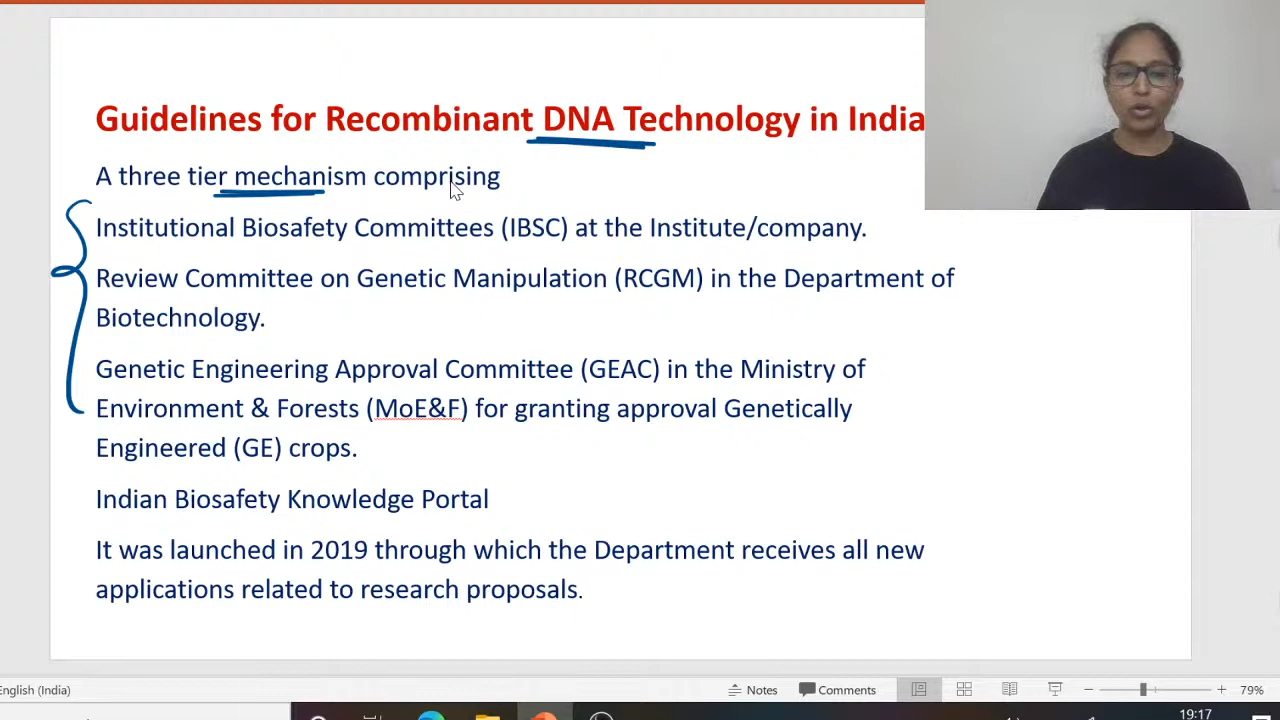 Guidelines for Recombinant DNA Technology in India
A three tier mechanism comprising
Institutional Biosafety Committees (IBSC) at the Institute/company.
Review Committee on Genetic Manipulation (RCGM) in the Department of
Biotechnology.
Genetic Engineering Approval Committee (GEAC) in the Ministry of
Environment & Forests (MoE&F) for granting approval Genetically
Engineered (GE) crops.
Indian Biosafety Knowledge Portal
It was launched in 2019 through which the Department receives all new
applications related to research proposals.
English (India) Notes Comments 79%
19:17